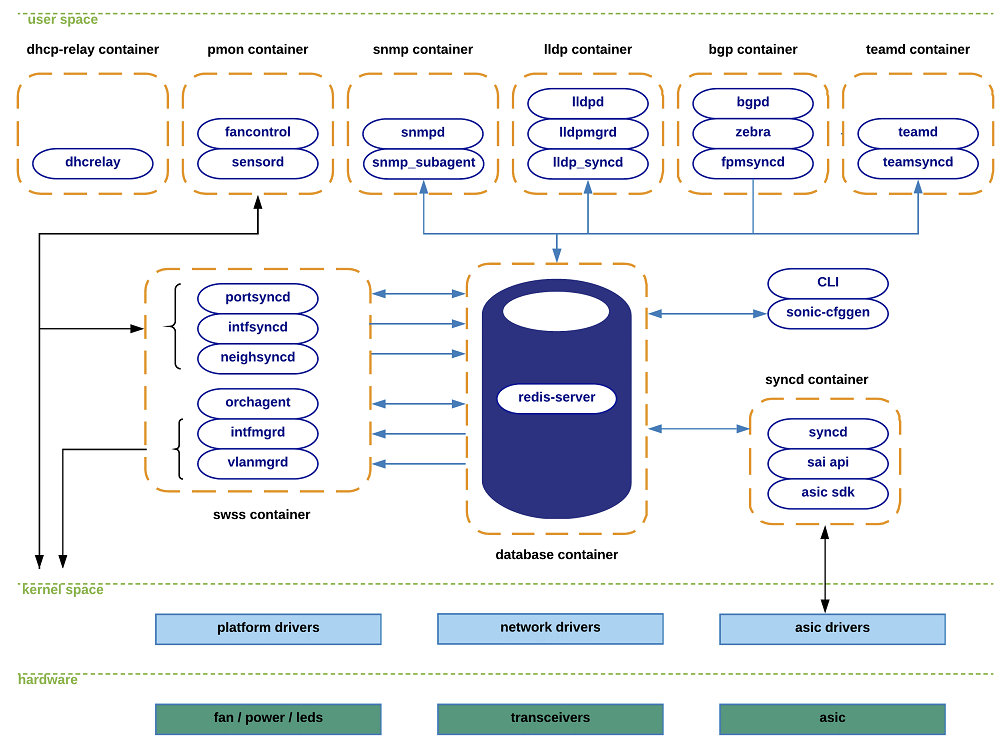 user space
dhcp-relay container
pmon container
snmp container
lldp container
bgp container
teamd container
dhcrelay
fancontrol
sensord
snmpd
snmp_subagent
lldpd
lldpmgrd
lldp_syncd
bgpd
zebra
fpmsyncd
teamd
teamsyncd
portsyncd
intfsyncd
neighsyncd
orchagent
intfmgrd
vlanmgrd
swss container
redis-server
database container
CLI
sonic-cfggen
syncd container
syncd
sai api
asic sdk
kernel space
platform drivers
network drivers
asic drivers
hardware
fan / power / leds
transceivers
asic